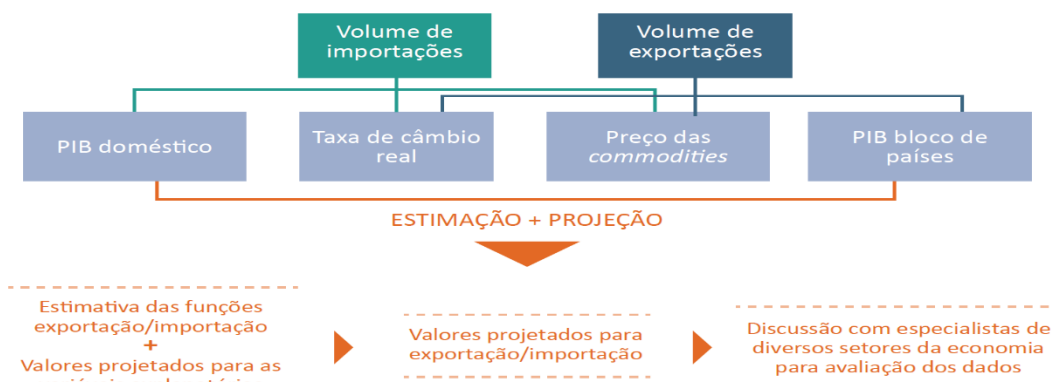 Volume de
importações
Volume de
exportações
PIB doméstico
Taxa de câmbio
real
Preço das
commodities
PIB bloco de
países
ESTIMAÇÃO + PROJEÇÃO
Estimativa das funções
exportação/importação
+
Valores projetados para as
Valores projetados para
exportação/importação
Discussão com especialistas de
diversos setores da economia
para avaliação dos dados